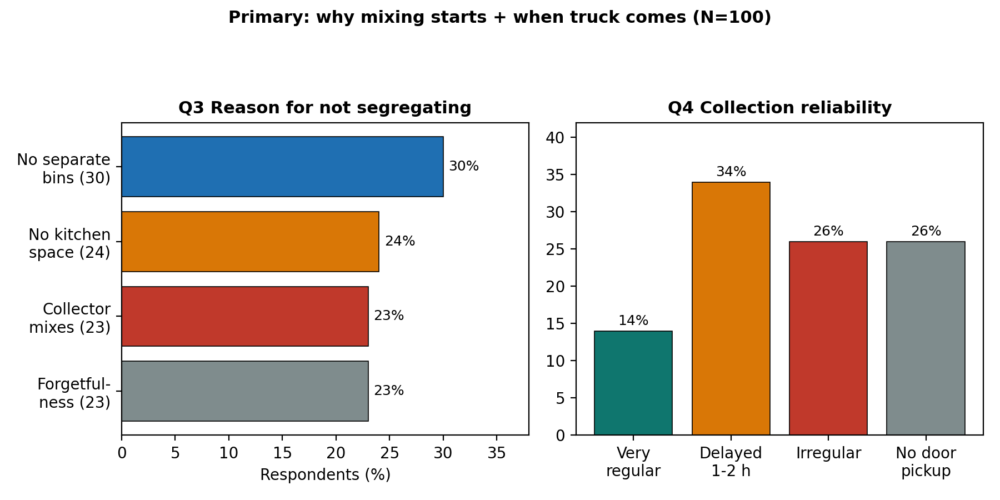 Primary: why mixing starts + when truck comes (N=100)
Q3 Reason for not segregating
No separate
bins (30)
30%
No kitchen
space (24)
24%
Collector
mixes (23)
23%
Forgetful-
ness (23)
23%
0 5 10 15 20 25 30 35
Respondents (%)
Q4 Collection reliability
40
35
30
25
20
15
10
5
0
14%
34%
26%
26%
Very
regular
Delayed
1-2 h
Irregular
No door
pickup